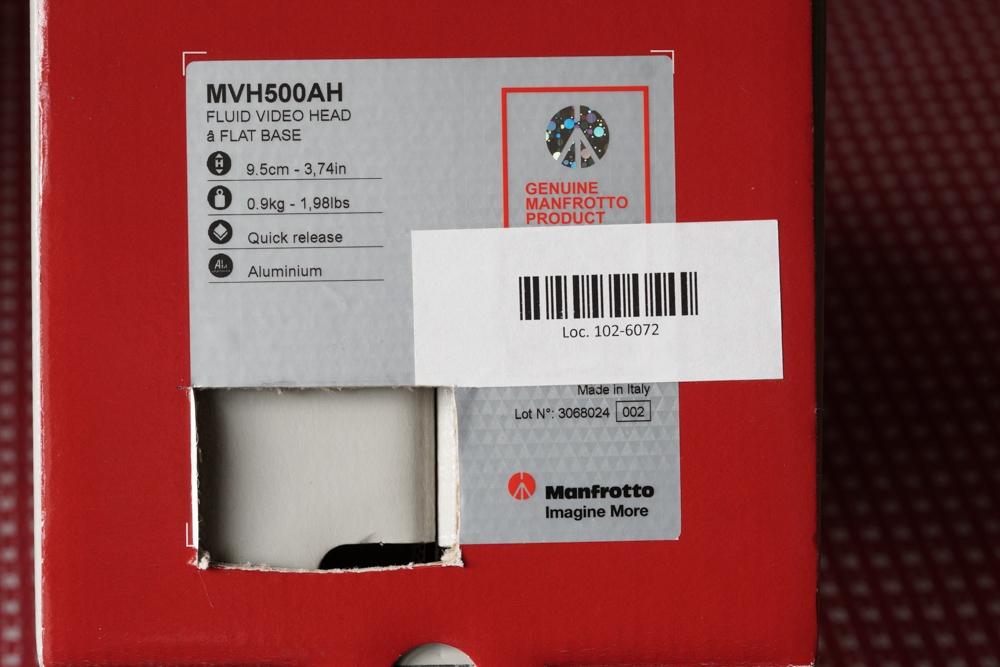 MVH500AH
FLUID VIDEO HEAD
â FLAT BASE
9.5cm - 3,74in
0.9kg - 1,98lbs
Quick release
Aluminium
GENUINE
MANFROTTO
PRODUCT
Loc. 102-6072
Made in Italy
Lot N°: 3068024 002
Manfrotto
Imagine More